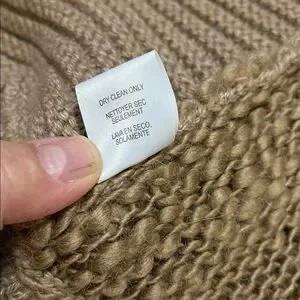 DRY CLEAN ONLY
NETTOYER SEC
SEULEMENT
LAVA EN SECO.
SOLAMENTE